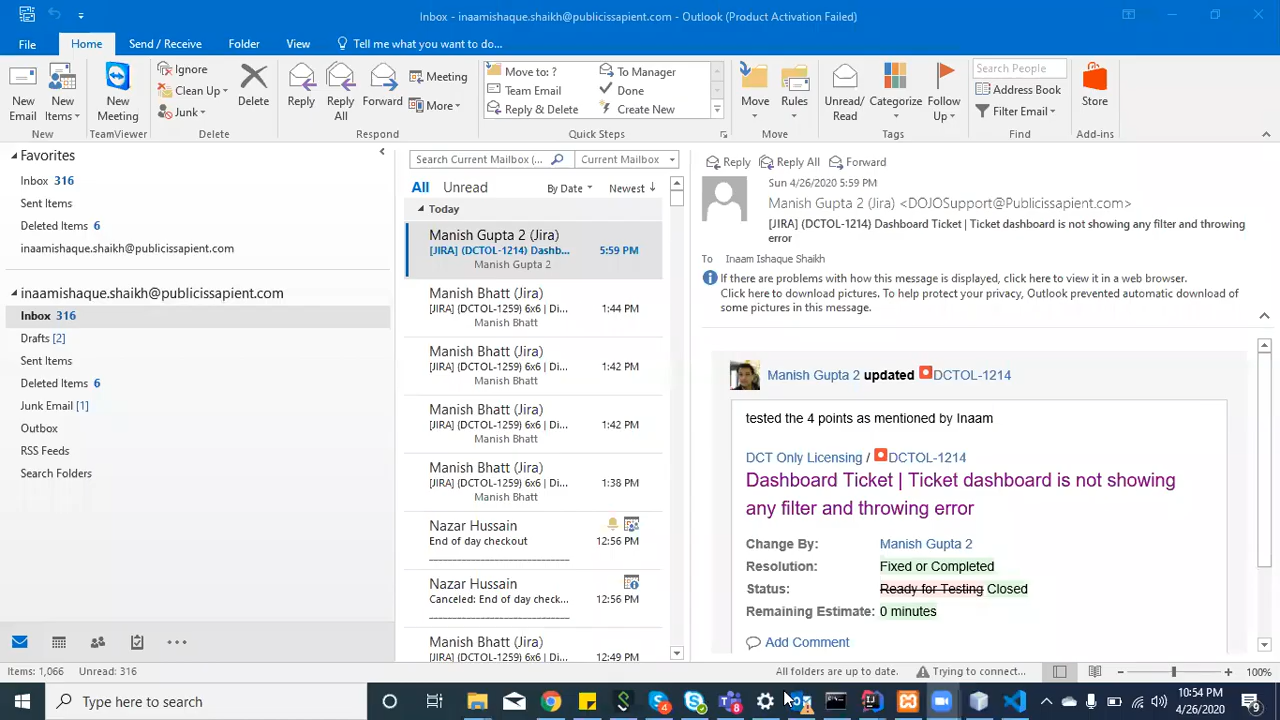 Inbox - inaamishaque.shaikh@publicissapient.com - Outlook (Product Activation Failed)
File
Home
Send / Receive
Folder
View
Tell me what you want to do...
New Email
New Items
New
New Meeting
TeamViewer
Ignore
Clean Up
Junk
Delete
Delete
Reply
Reply All
Forward
Meeting
More
Respond
Move to: ?
Team Email
Reply & Delete
To Manager
Done
Create New
Quick Steps
Move
Rules
Move
Unread/ Read
Categorize
Follow Up
Tags
Search People
Address Book
Filter Email
Find
Store
Add-ins
Favorites
Inbox 316
Sent Items
Deleted Items 6
inaamishaque.shaikh@publicissapient.com
inaamishaque.shaikh@publicissapient.com
Inbox 316
Drafts [2]
Sent Items
Deleted Items 6
Junk Email [1]
Outbox
RSS Feeds
Search Folders
Search Current Mailbox (...
Current Mailbox
All
Unread
By Date
Newest
Today
Manish Gupta 2 (Jira)
[JIRA] (DCTOL-1214) Dashb...
5:59 PM
Manish Gupta 2
Manish Bhatt (Jira)
[JIRA] (DCTOL-1259) 6x6 | Di...
1:44 PM
Manish Bhatt
Manish Bhatt (Jira)
[JIRA] (DCTOL-1259) 6x6 | Di...
1:42 PM
Manish Bhatt
Manish Bhatt (Jira)
[JIRA] (DCTOL-1259) 6x6 | Di...
1:42 PM
Manish Bhatt
Manish Bhatt (Jira)
[JIRA] (DCTOL-1259) 6x6 | Di...
1:38 PM
Manish Bhatt
Nazar Hussain
End of day checkout
12:56 PM
Nazar Hussain
Canceled: End of day check...
12:56 PM
Manish Bhatt (Jira)
[JIRA] (DCTOL-1259) 6x6 | Di...
12:49 PM
Reply
Reply All
Forward
Sun 4/26/2020 5:59 PM
Manish Gupta 2 (Jira) <DOJOSupport@Publicissapient.com>
[JIRA] (DCTOL-1214) Dashboard Ticket | Ticket dashboard is not showing any filter and throwing
error
To Inaam Ishaque Shaikh
If there are problems with how this message is displayed, click here to view it in a web browser.
Click here to download pictures. To help protect your privacy, Outlook prevented automatic download of
some pictures in this message.
Manish Gupta 2 updated DCTOL-1214
tested the 4 points as mentioned by Inaam
DCT Only Licensing / DCTOL-1214
Dashboard Ticket | Ticket dashboard is not showing
any filter and throwing error
Change By: Manish Gupta 2
Resolution: Fixed or Completed
Status: Ready for Testing Closed
Remaining Estimate: 0 minutes
Add Comment
Items: 1,066
Unread: 316
All folders are up to date.
Trying to connect...
100%
Type here to search
4
8
10:54 PM
4/26/2020
9